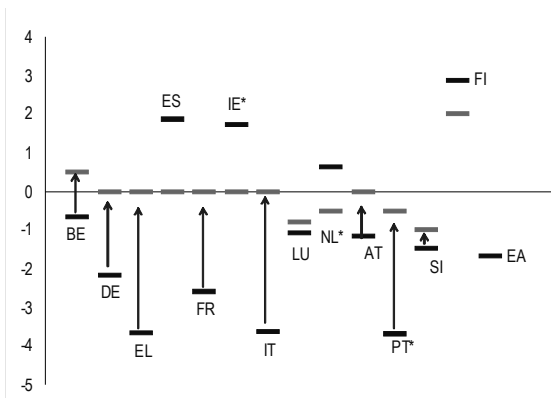 4
3
2
1
0
-1
-2
-3
-4
-5
BE
DE
EL
ES
FR
IE*
IT
LU
NL*
AT
PT*
SI
FI
EA